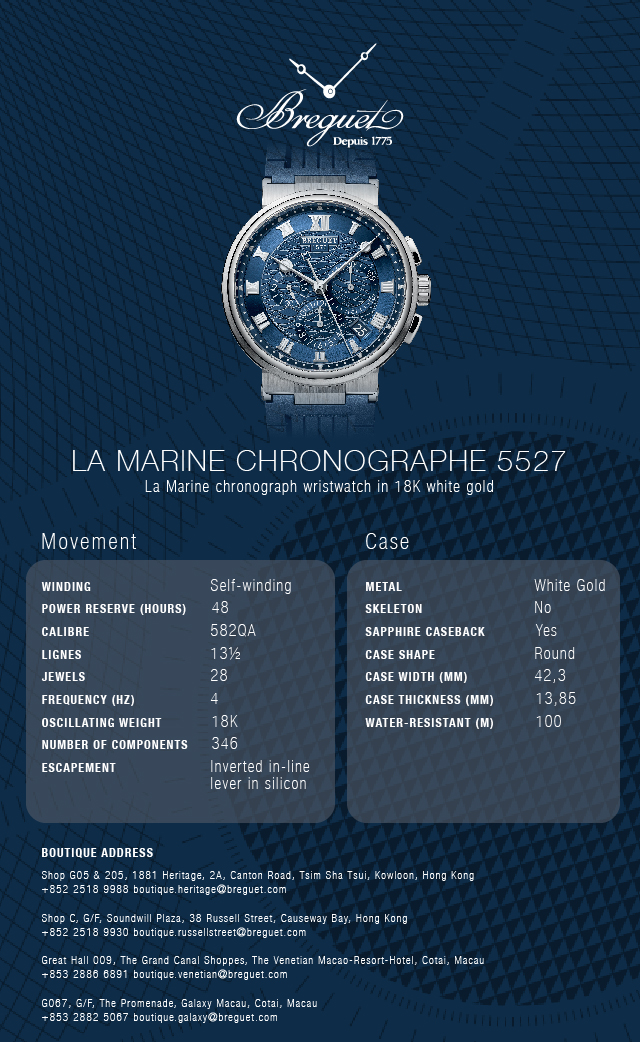 Breguet
Depuis 1775
XII
BREGUET
LA MARINE CHRONOGRAPHE 5527
La Marine chronograph wristwatch in 18K white gold
Movement
WINDING Self-winding
POWER RESERVE (HOURS) 48
CALIBRE 582QA
LIGNES 13½
JEWELS 28
FREQUENCY (HZ) 4
OSCILLATING WEIGHT 18K
NUMBER OF COMPONENTS 346
ESCAPEMENT Inverted in-line
lever in silicon
Case
METAL White Gold
SKELETON No
SAPPHIRE CASEBACK Yes
CASE SHAPE Round
CASE WIDTH (MM) 42,3
CASE THICKNESS (MM) 13,85
WATER-RESISTANT (M) 100
BOUTIQUE ADDRESS
Shop G05 & 205, 1881 Heritage, 2A, Canton Road, Tsim Sha Tsui, Kowloon, Hong Kong
+852 2518 9988 boutique.heritage@breguet.com
Shop C, G/F, Soundwill Plaza, 38 Russell Street, Causeway Bay, Hong Kong
+852 2518 9930 boutique.russellstreet@breguet.com
Great Hall 009, The Grand Canal Shoppes, The Venetian Macao-Resort-Hotel, Cotai, Macau
+853 2886 6891 boutique.venetian@breguet.com
G067, G/F, The Promenade, Galaxy Macau, Cotai, Macau
+853 2882 5067 boutique.galaxy@breguet.com